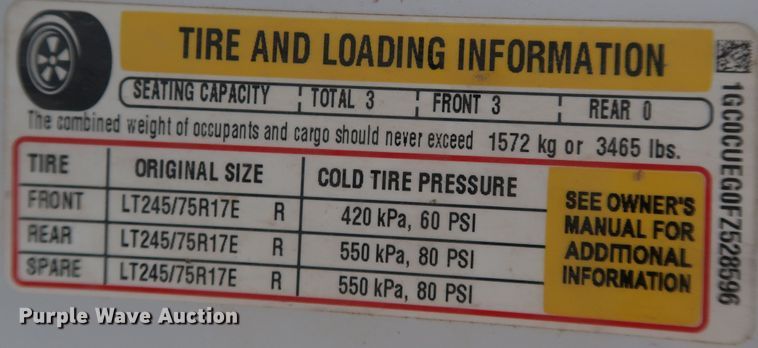 TIRE AND LOADING INFORMATION
SEATING CAPACITY TOTAL 3 FRONT 3 REAR 0
The combined weight of occupants and cargo should never exceed 1572 kg or 3465 lbs.
TIRE ORIGINAL SIZE COLD TIRE PRESSURE
FRONT LT245/75R17E R 420 kPa, 60 PSI
REAR LT245/75R17E R 550 kPa, 80 PSI
SPARE LT245/75R17E R 550 kPa, 80 PSI
SEE OWNER'S
MANUAL FOR
ADDITIONAL
INFORMATION
1GC0CUEG0FZ528596
Purple Wave Auction